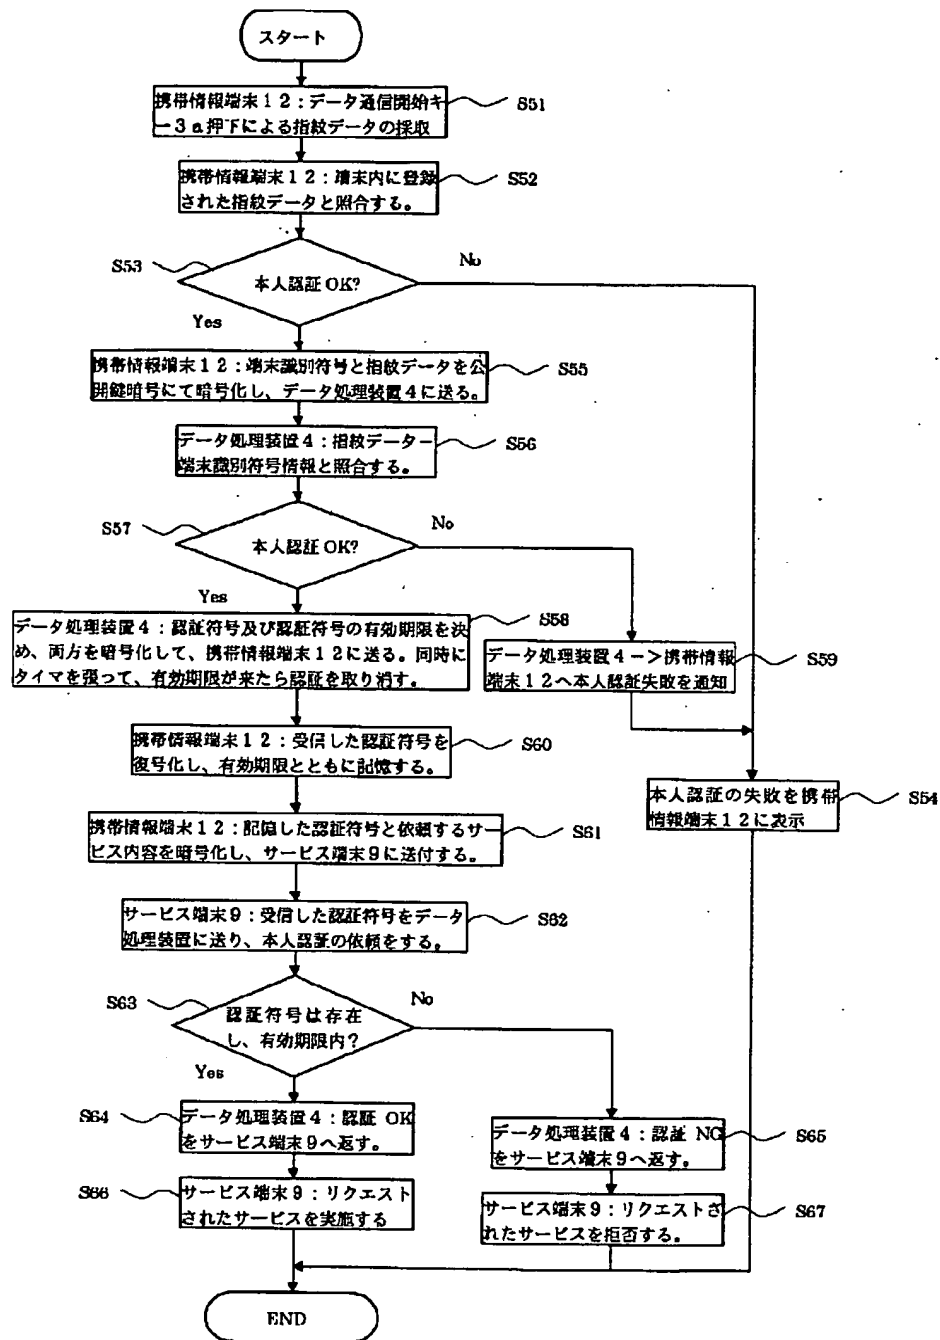 スタート
携帯情報端末12：データ通信開始キ
ー3a押下による指紋データの採取
S51
携帯情報端末12：端末内に登録
された指紋データと照合する。
S52
S53
本人認証 OK?
No
Yes
携帯情報端末12：端末識別符号と指紋データを公
開鍵暗号にて暗号化し、データ処理装置4に送る。
S55
データ処理装置4：指紋データー
端末識別符号情報と照合する。
S56
S57
本人認証 OK?
No
Yes
データ処理装置4：認証符号及び認証符号の有効期限を決
め、両方を暗号化して、携帯情報端末12に送る。同時に
タイマを張って、有効期限が来たら認証を取り消す。
S58
データ処理装置4－>携帯情報
端末12へ本人認証失敗を通知
S59
携帯情報端末12：受信した認証符号を
復号化し、有効期限とともに記憶する。
S60
本人認証の失敗を携帯
情報端末12に表示
S54
携帯情報端末12：記憶した認証符号と依頼するサー
ビス内容を暗号化し、サービス端末9に送付する。
S61
サービス端末9：受信した認証符号をデータ
処理装置に送り、本人認証の依頼をする。
S62
S63
認証符号は存在
し、有効期限内？
No
Yes
S64
データ処理装置4：認証 OK
をサービス端末9へ返す。
データ処理装置4：認証 NG
をサービス端末9へ返す。
S65
S66
サービス端末9：リクエスト
されたサービスを実施する
サービス端末9：リクエストさ
れたサービスを拒否する。
S67
END